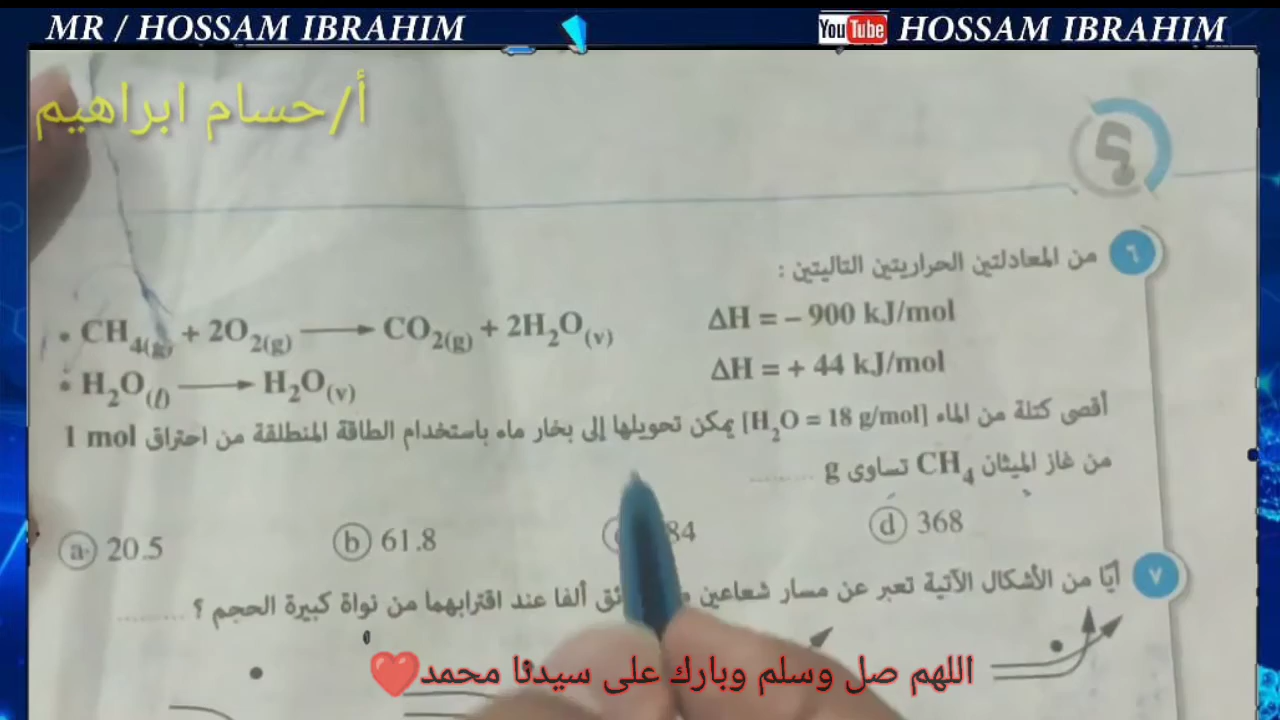 MR / HOSSAM IBRAHIM
You Tube HOSSAM IBRAHIM
أ/حسام ابراهيم
؟
٦ من المعادلتين الحراريتين التاليتين :
• CH4(g) + 2O2(g) ⟶ CO2(g) + 2H2O(v) ΔH = – 900 kJ/mol
• H2O(l) ⟶ H2O(v) ΔH = + 44 kJ/mol
أقصى كتلة من الماء [H2O = 18 g/mol] يمكن تحويلها إلى بخار ماء باستخدام الطاقة المنطلقة من احتراق 1 mol
من غاز الميثان CH4 تساوى g ........
a 20.5 b 61.8 84 d 368
٧ أيًا من الأشكال الآتية تعبر عن مسار شعاعين ألفا عند اقترابهما من نواة كبيرة الحجم ؟ ........
اللهم صل وسلم وبارك على سيدنا محمد❤️